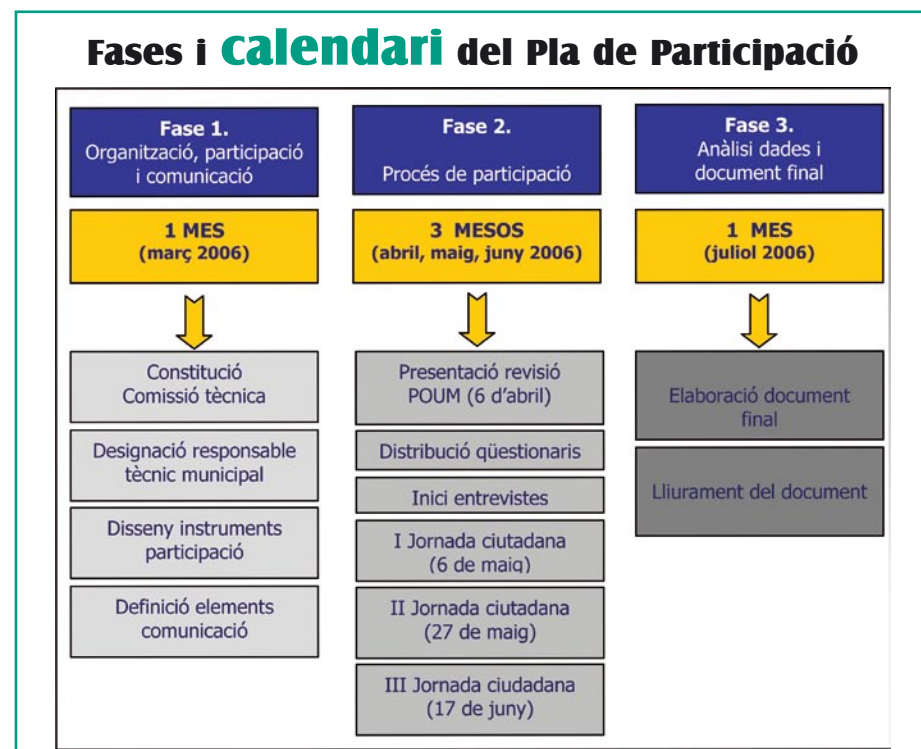 Fases i calendari del Pla de Participació
Fase 1.
Organització, participació
i comunicació
1 MES
(març 2006)
Constitució
Comissió tècnica
Designació responsable
tècnic municipal
Disseny instruments
participació
Definició elements
comunicació
Fase 2.
Procés de participació
3 MESOS
(abril, maig, juny 2006)
Presentació revisió
POUM (6 d'abril)
Distribució qüestionaris
Inici entrevistes
I Jornada ciutadana
(6 de maig)
II Jornada ciutadana
(27 de maig)
III Jornada ciudadana
(17 de juny)
Fase 3.
Anàlisi dades i
document final
1 MES
(juliol 2006)
Elaboració document
final
Lliurament del document